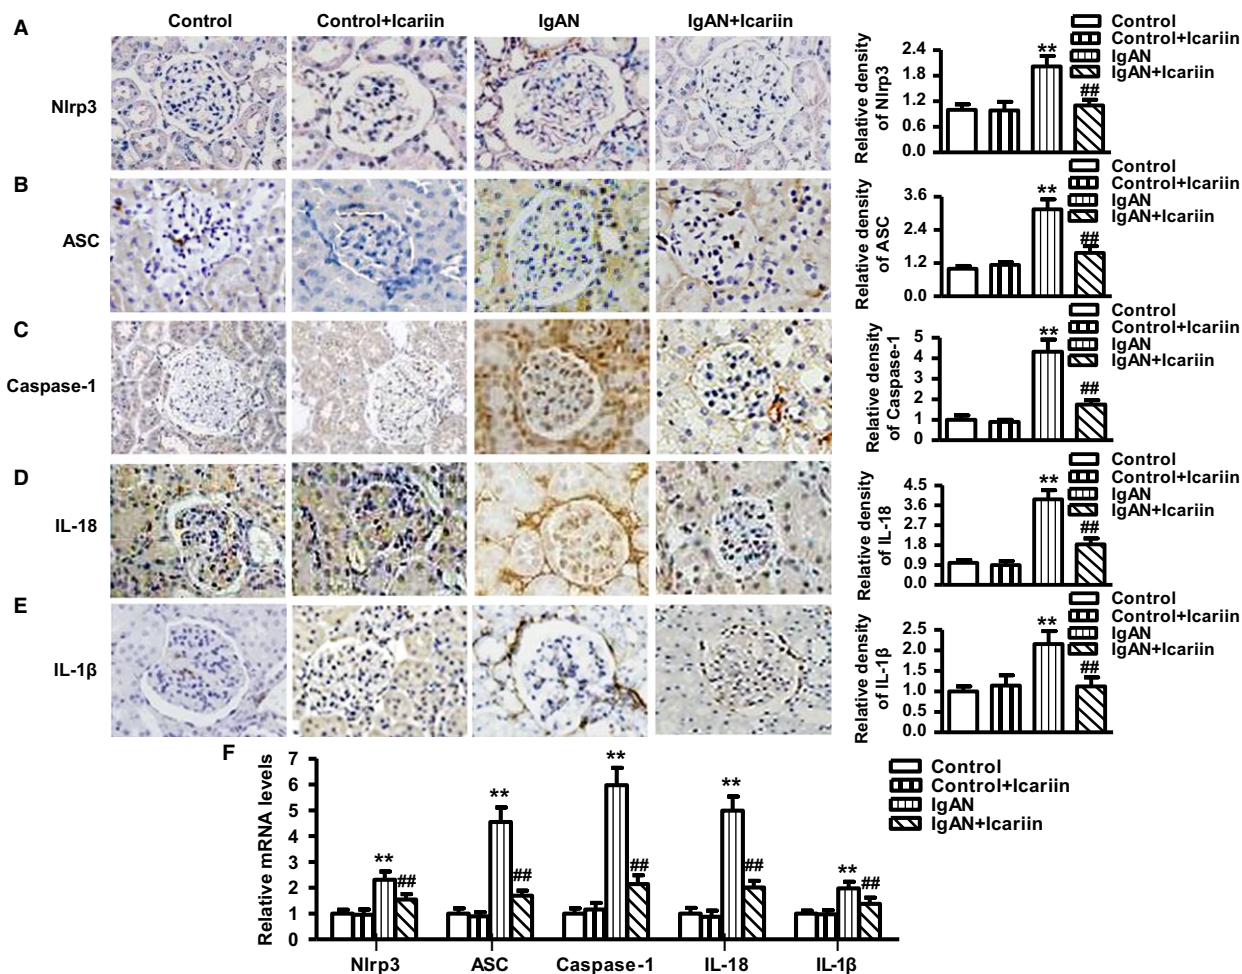 Control Control+Icariin IgAN IgAN+Icariin
A
Nlrp3
Relative density
of Nlrp3
2.4
1.8
1.2
0.6
0.0
**
##
Control
Control+Icariin
IgAN
IgAN+Icariin
B
ASC
Relative density
of ASC
3.6
2.4
1.2
0.0
**
##
Control
Control+Icariin
IgAN
IgAN+Icariin
C
Caspase-1
Relative density
of Caspase-1
5
4
3
2
1
0
**
##
Control
Control+Icariin
IgAN
IgAN+Icariin
D
IL-18
Relative density
of IL-18
4.5
3.6
2.7
1.8
0.9
0.0
**
##
Control
Control+Icariin
IgAN
IgAN+Icariin
E
IL-1β
Relative density
of IL-1β
2.5
2.0
1.5
1.0
0.5
0.0
**
##
Control
Control+Icariin
IgAN
IgAN+Icariin
F
Relative mRNA levels
7
6
5
4
3
2
1
0
** ## ** ## ** ## ** ## ** ##
Nlrp3 ASC Caspase-1 IL-18 IL-1β
Control
Control+Icariin
IgAN
IgAN+Icariin